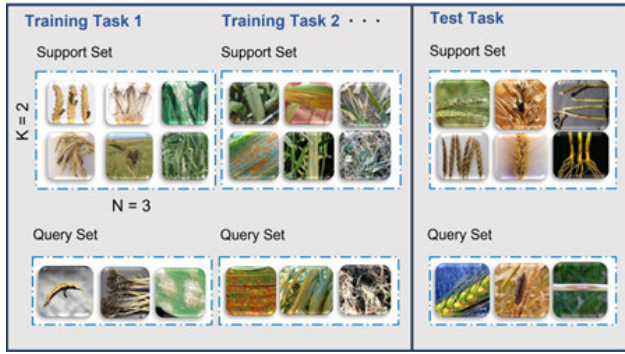 Training Task 1
Training Task 2 · · ·
Test Task
Support Set
Support Set
Support Set
K = 2
N = 3
Query Set
Query Set
Query Set